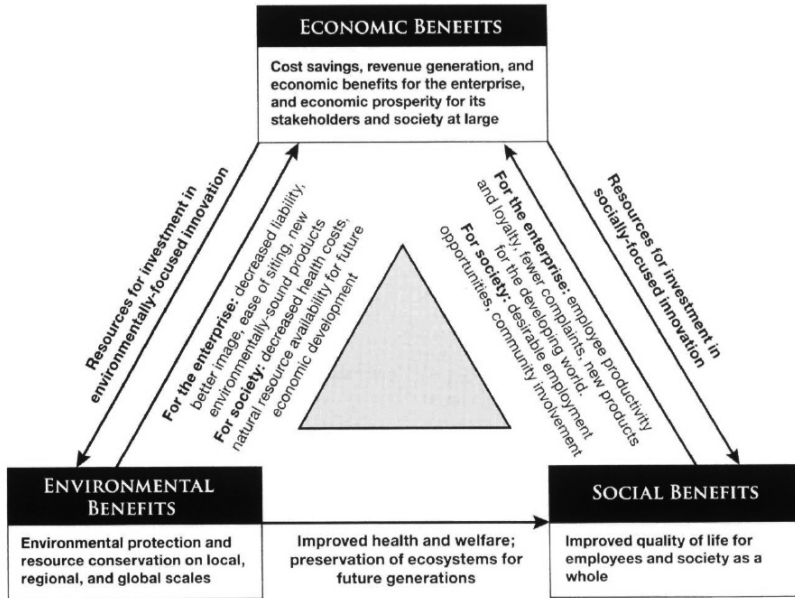 ECONOMIC BENEFITS
Cost savings, revenue generation, and
economic benefits for the enterprise,
and economic prosperity for its
stakeholders and society at large
Resources for investment in
environmentally-focused innovation
For the enterprise: decreased liability,
better image, ease of siting, new
environmentally-sound products
For society: decreased health costs,
natural resource availability for future
economic development
For the enterprise: employee productivity
and loyalty, fewer complaints, new products
for the developing world.
For society: desirable employment
opportunities, community involvement
Resources for investment in
socially-focused innovation
ENVIRONMENTAL
BENEFITS
Environmental protection and
resource conservation on local,
regional, and global scales
Improved health and welfare;
preservation of ecosystems for
future generations
SOCIAL BENEFITS
Improved quality of life for
employees and society as a
whole